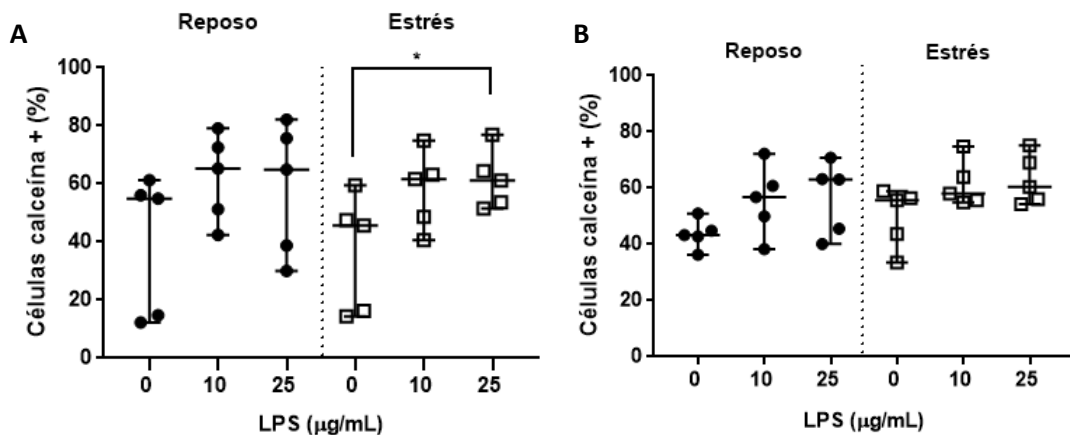 A
Reposo
Estrés
*
Células calceína + (%)
100
80
60
40
20
0
0
10
25
0
10
25
LPS (μg/mL)
B
Reposo
Estrés
Células calceína + (%)
100
80
60
40
20
0
0
10
25
0
10
25
LPS (μg/mL)